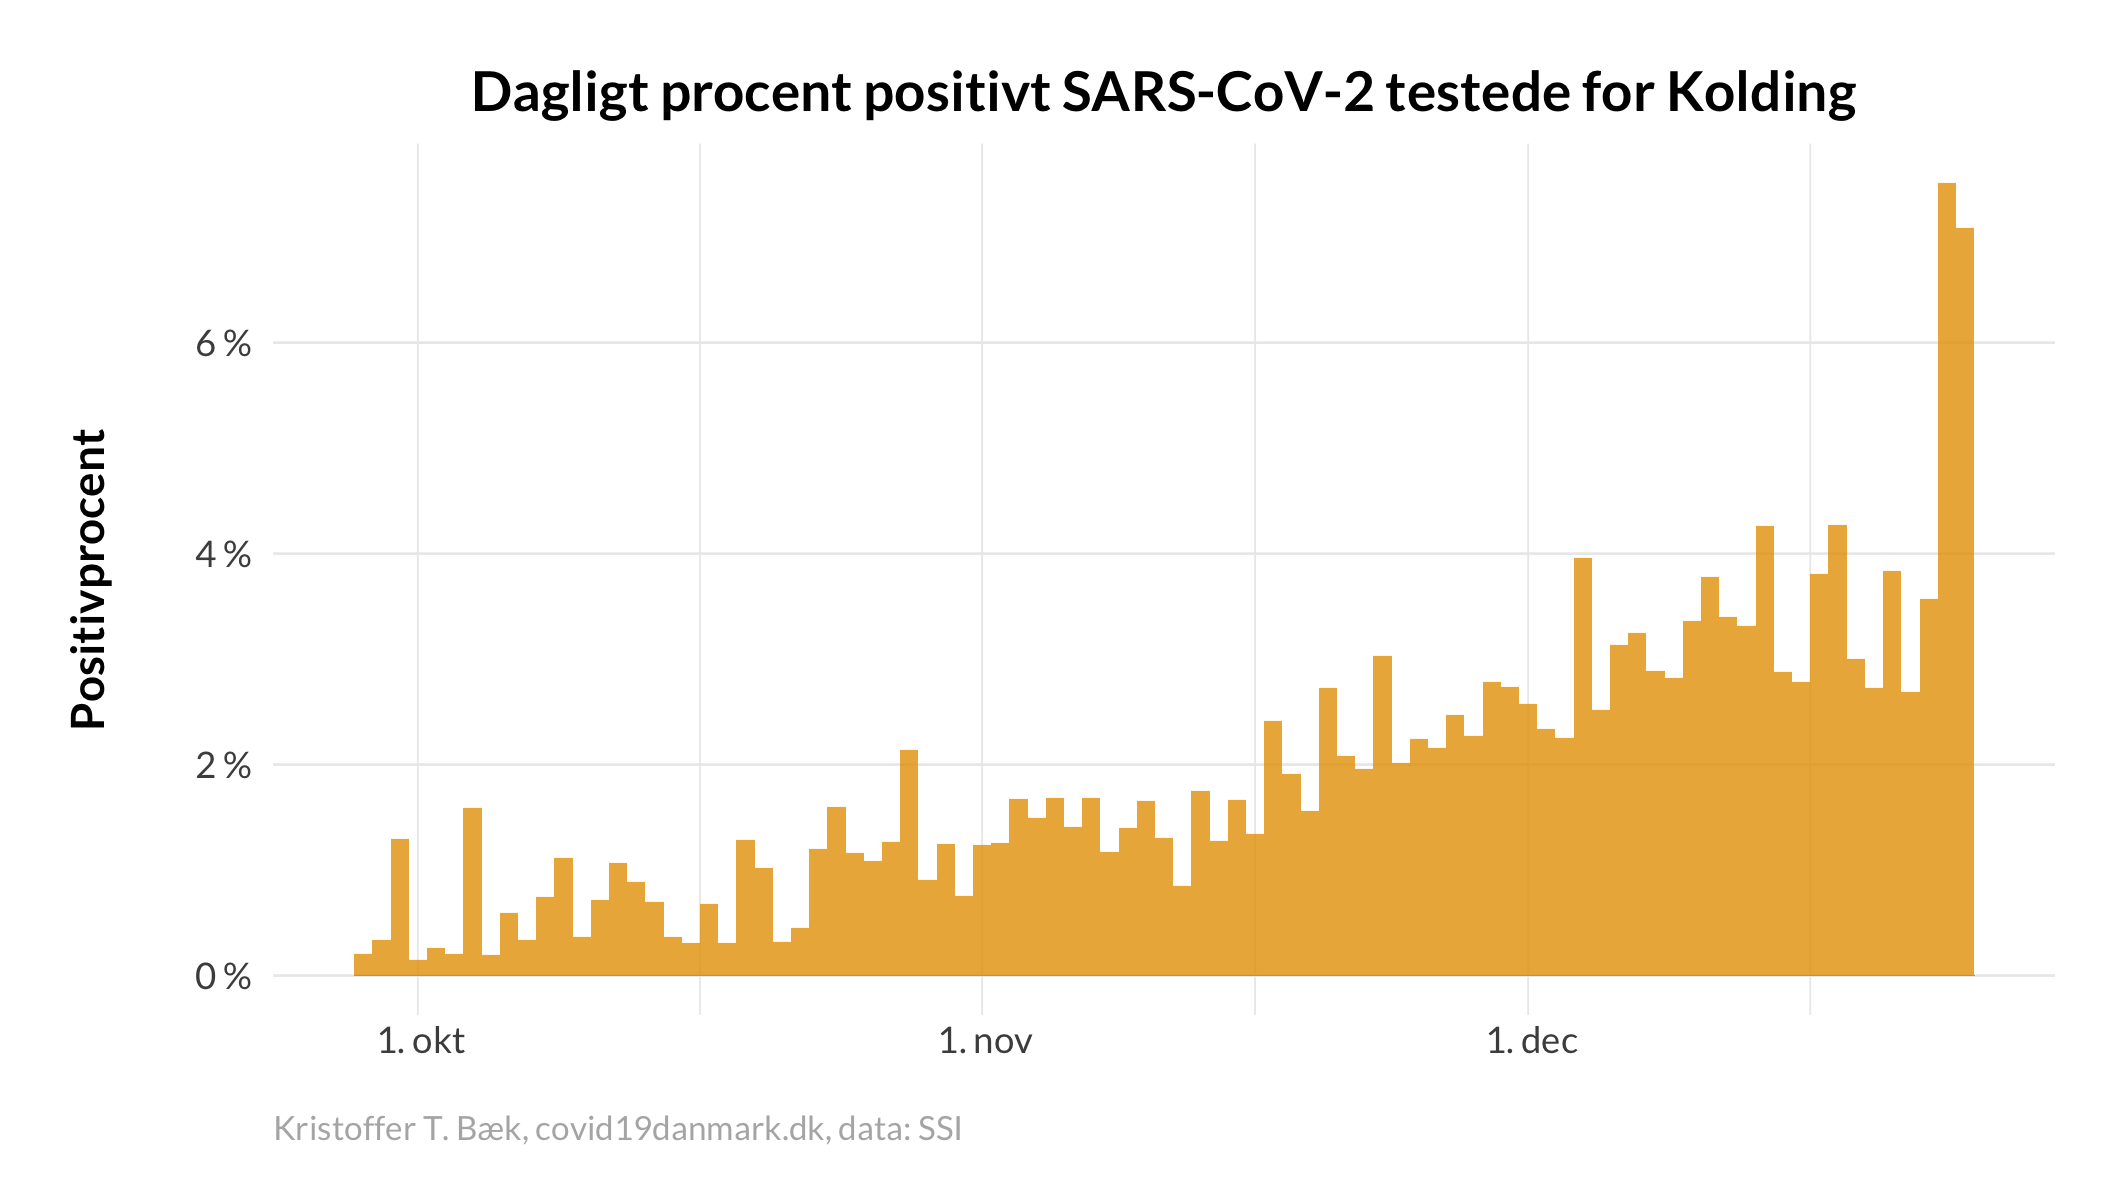 Dagligt procent positivt SARS-CoV-2 testede for Kolding
Positivprocent
6 %
4 %
2 %
0 %
1. okt
1. nov
1. dec
Kristoffer T. Bæk, covid19danmark.dk, data: SSI